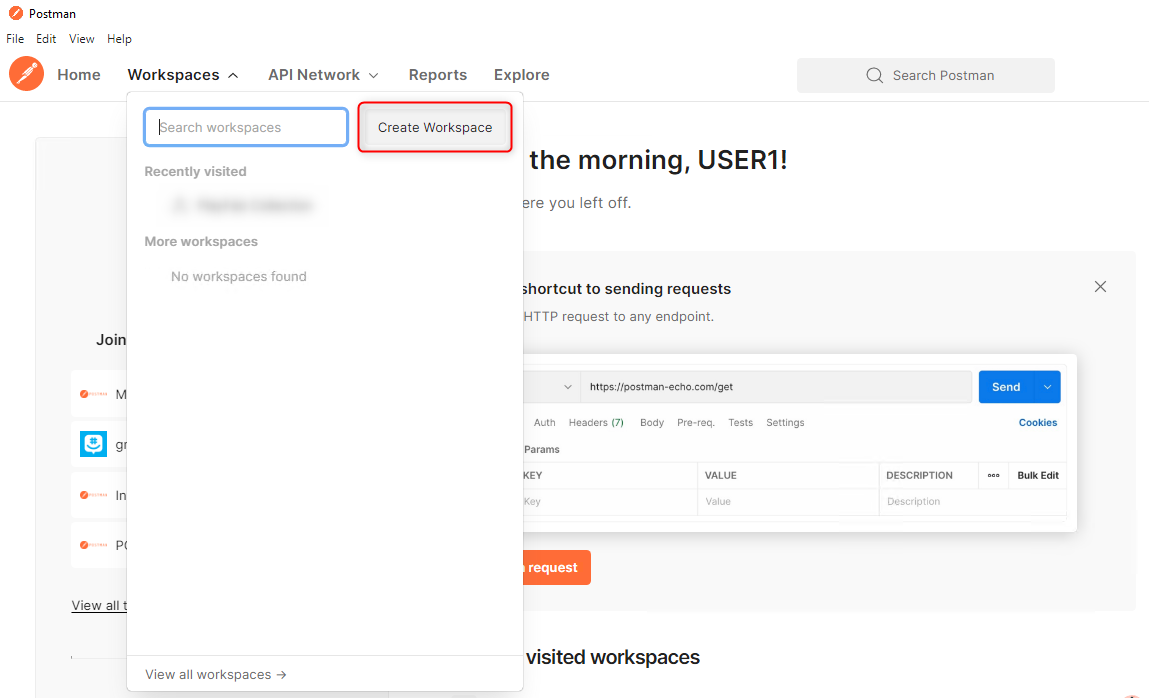 Postman
File Edit View Help
Home Workspaces API Network Reports Explore Search Postman
Search workspaces Create Workspace
Recently visited
More workspaces
No workspaces found
View all workspaces →
the morning, USER1!
ere you left off.
shortcut to sending requests
HTTP request to any endpoint.
https://postman-echo.com/get Send
Auth Headers (7) Body Pre-req. Tests Settings Cookies
Params
KEY VALUE DESCRIPTION ooo Bulk Edit
Key Value Description
request
visited workspaces
Join
M
gr
In
PO
View all t